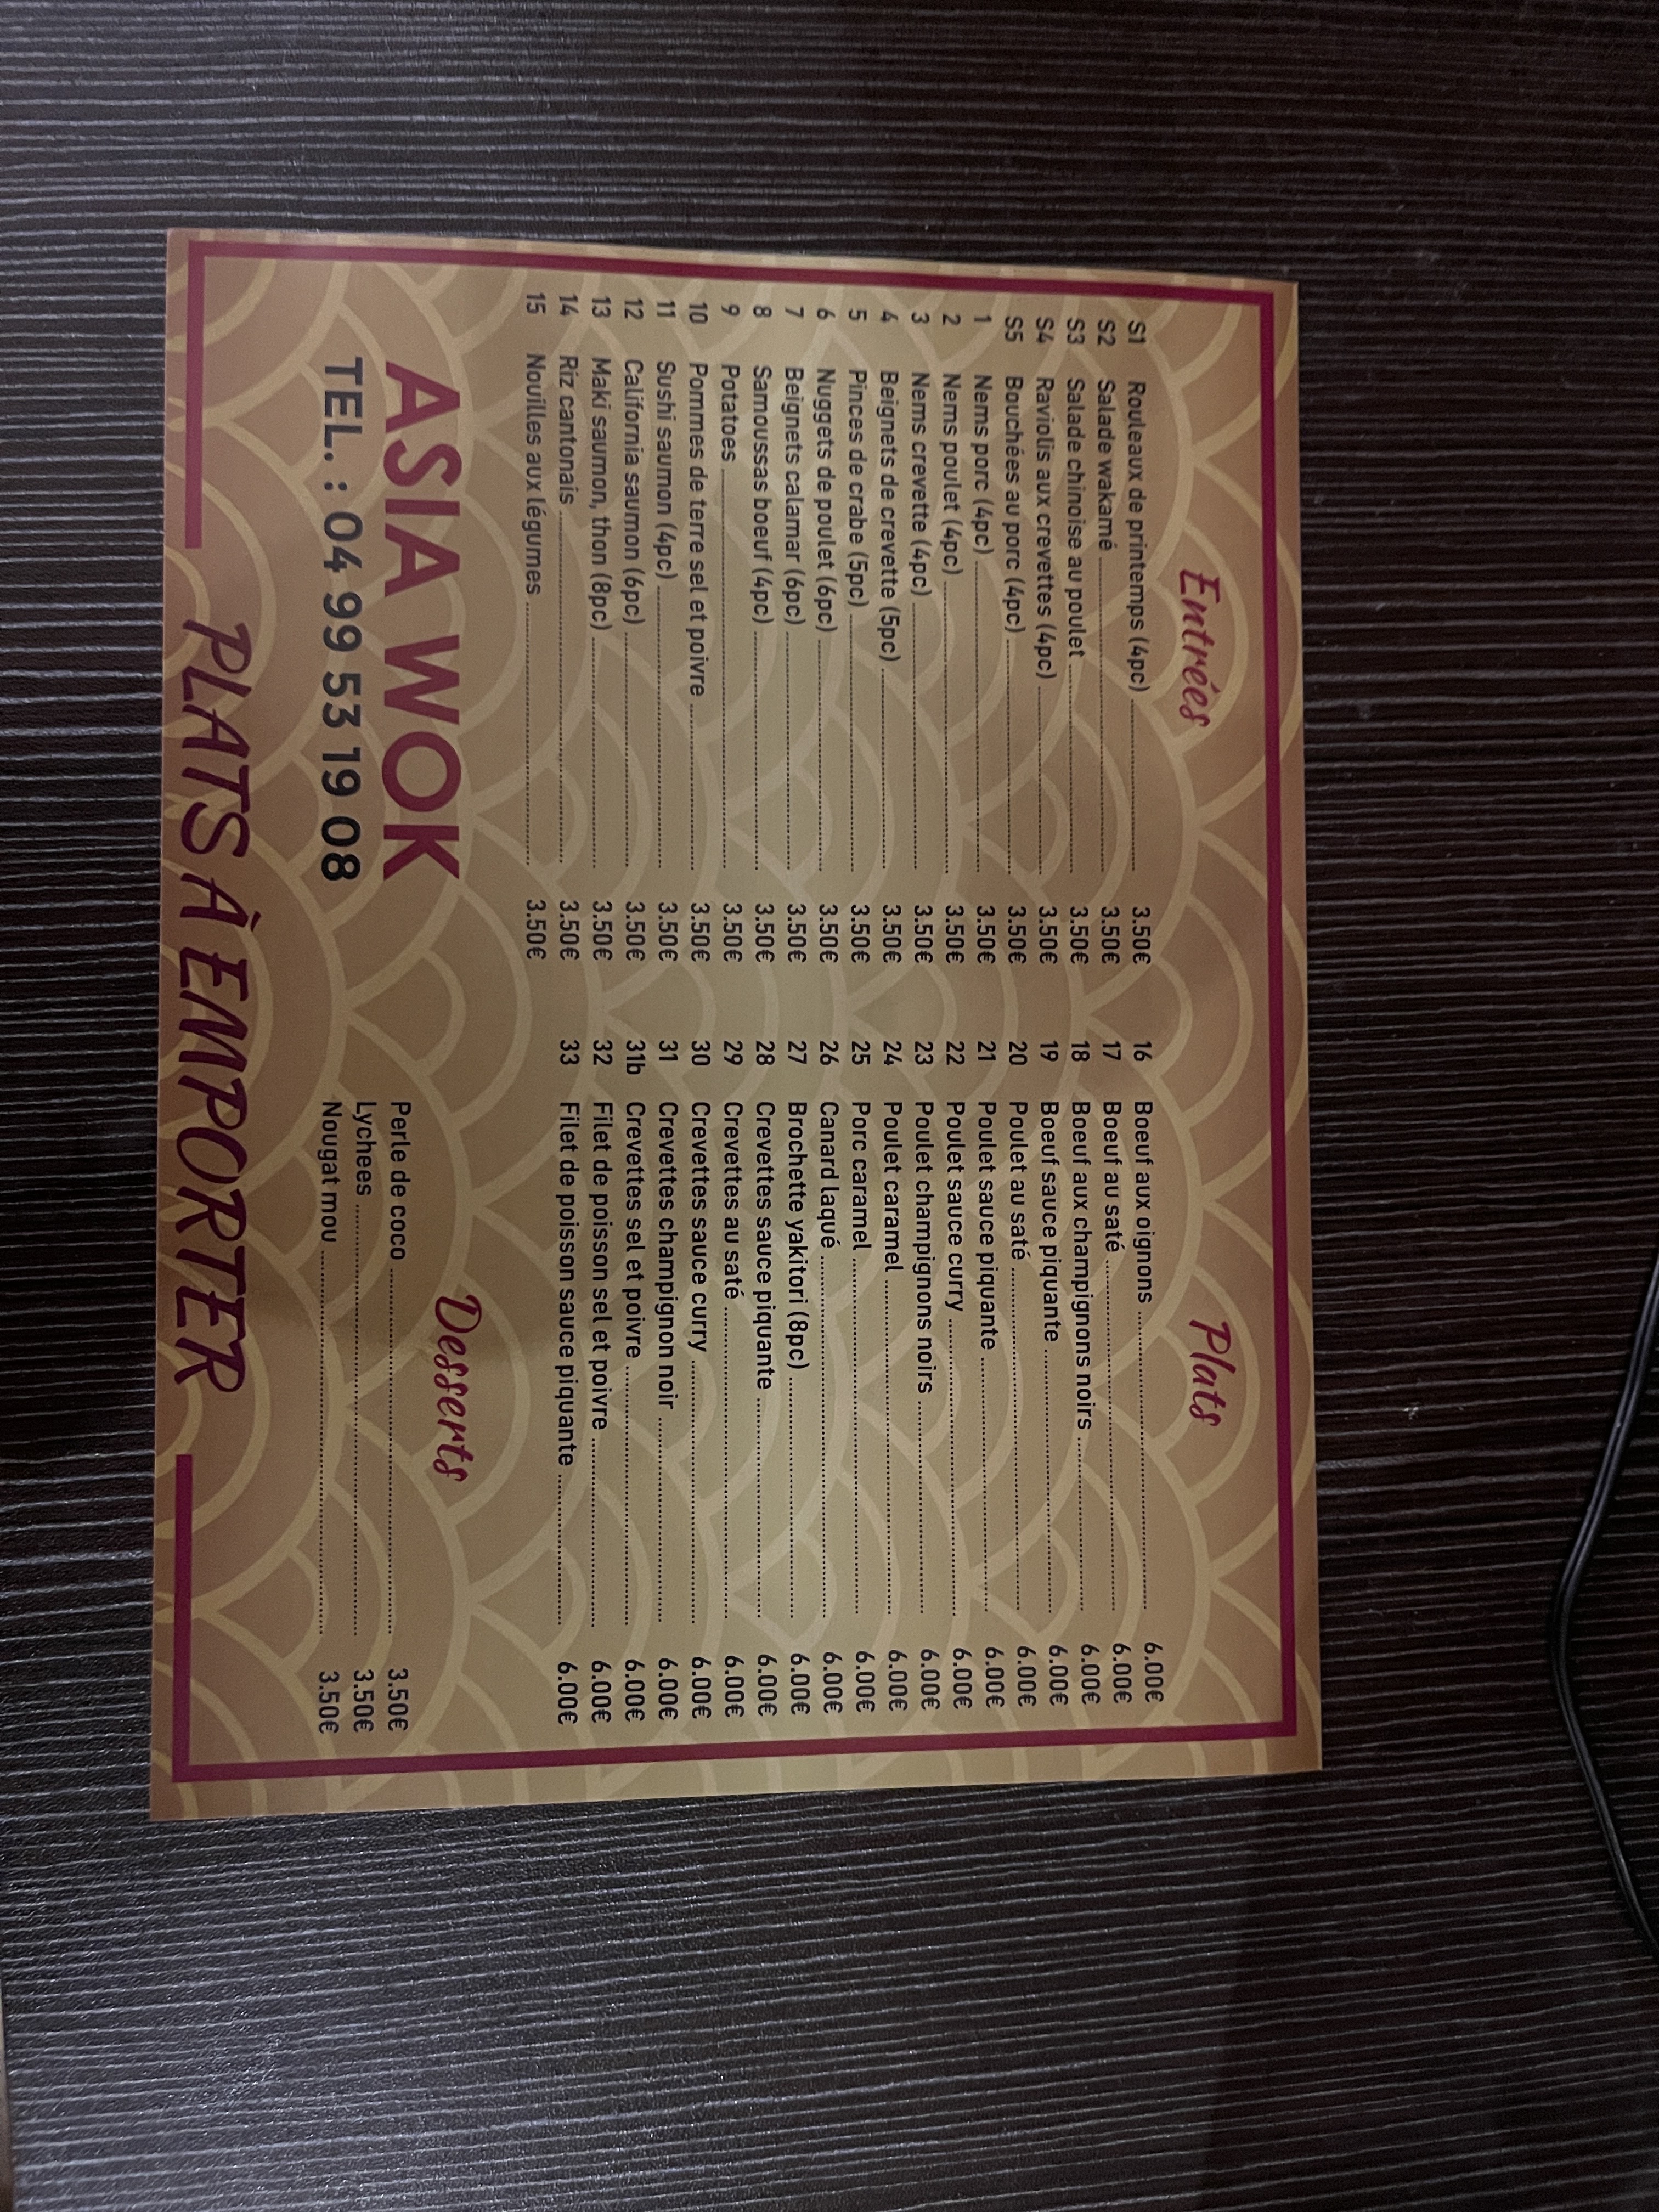 Entrées
S1 Rouleaux de printemps (4pc) 3.50€
S2 Salade wakamé 3.50€
S3 Salade chinoise au poulet 3.50€
S4 Raviolis aux crevettes (4pc) 3.50€
S5 Bouchées au porc (4pc) 3.50€
1 Nems porc (4pc) 3.50€
2 Nems poulet (4pc) 3.50€
3 Nems crevette (4pc) 3.50€
4 Beignets de crevette (5pc) 3.50€
5 Pinces de crabe (5pc) 3.50€
6 Nuggets de poulet (6pc) 3.50€
7 Beignets calamar (6pc) 3.50€
8 Samoussas boeuf (4pc) 3.50€
9 Potatoes 3.50€
10 Pommes de terre sel et poivre 3.50€
11 Sushi saumon (4pc) 3.50€
12 California saumon (6pc) 3.50€
13 Maki saumon, thon (8pc) 3.50€
14 Riz cantonais 3.50€
15 Nouilles aux légumes 3.50€
ASIA WOK
TEL. : 04 99 53 19 08
Plats
16 Boeuf aux oignons 6.00€
17 Boeuf au saté 6.00€
18 Boeuf aux champignons noirs 6.00€
19 Boeuf sauce piquante 6.00€
20 Poulet au saté 6.00€
21 Poulet sauce piquante 6.00€
22 Poulet sauce curry 6.00€
23 Poulet champignons noirs 6.00€
24 Poulet caramel 6.00€
25 Porc caramel 6.00€
26 Canard laqué 6.00€
27 Brochette yakitori (8pc) 6.00€
28 Crevettes sauce piquante 6.00€
29 Crevettes au saté 6.00€
30 Crevettes sauce curry 6.00€
31 Crevettes champignon noir 6.00€
31b Crevettes sel et poivre 6.00€
32 Filet de poisson sel et poivre 6.00€
33 Filet de poisson sauce piquante 6.00€
Desserts
Perle de coco 3.50€
Lychees 3.50€
Nougat mou 3.50€
PLATS À EMPORTER